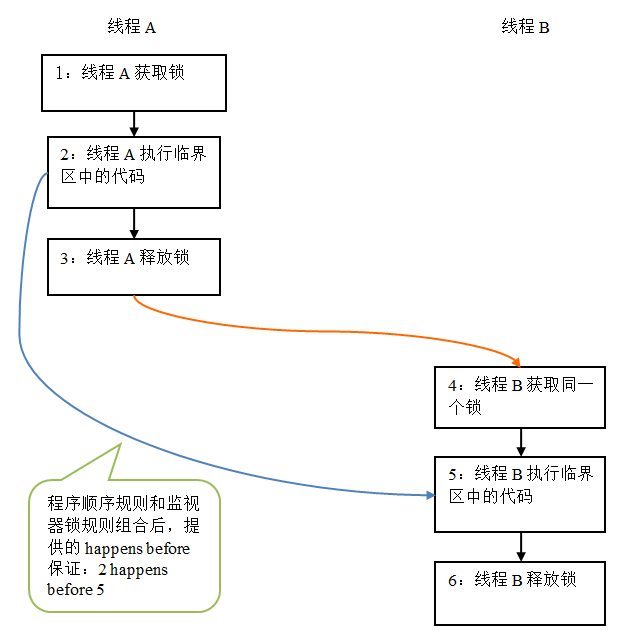 线程 A
线程 B
1：线程 A 获取锁
2：线程 A 执行临界
区中的代码
3：线程 A 释放锁
4：线程 B 获取同一
个锁
5：线程 B 执行临界
区中的代码
6：线程 B 释放锁
程序顺序规则和监视
器锁规则组合后，提
供的 happens before
保证：2 happens
before 5